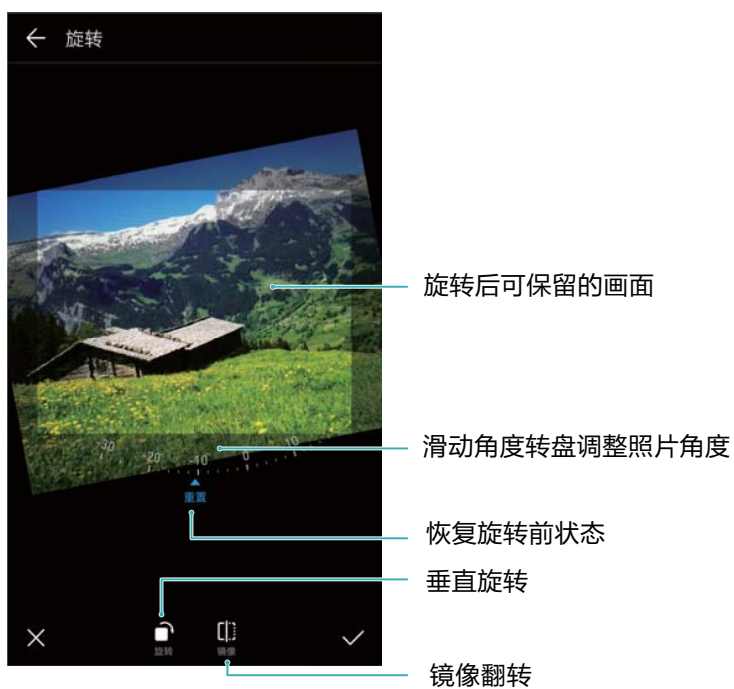 旋转
旋转后可保留的画面
-30 -20 -10 0 10
滑动角度转盘调整照片角度
重置
恢复旋转前状态
垂直旋转
旋转 镜像
镜像翻转